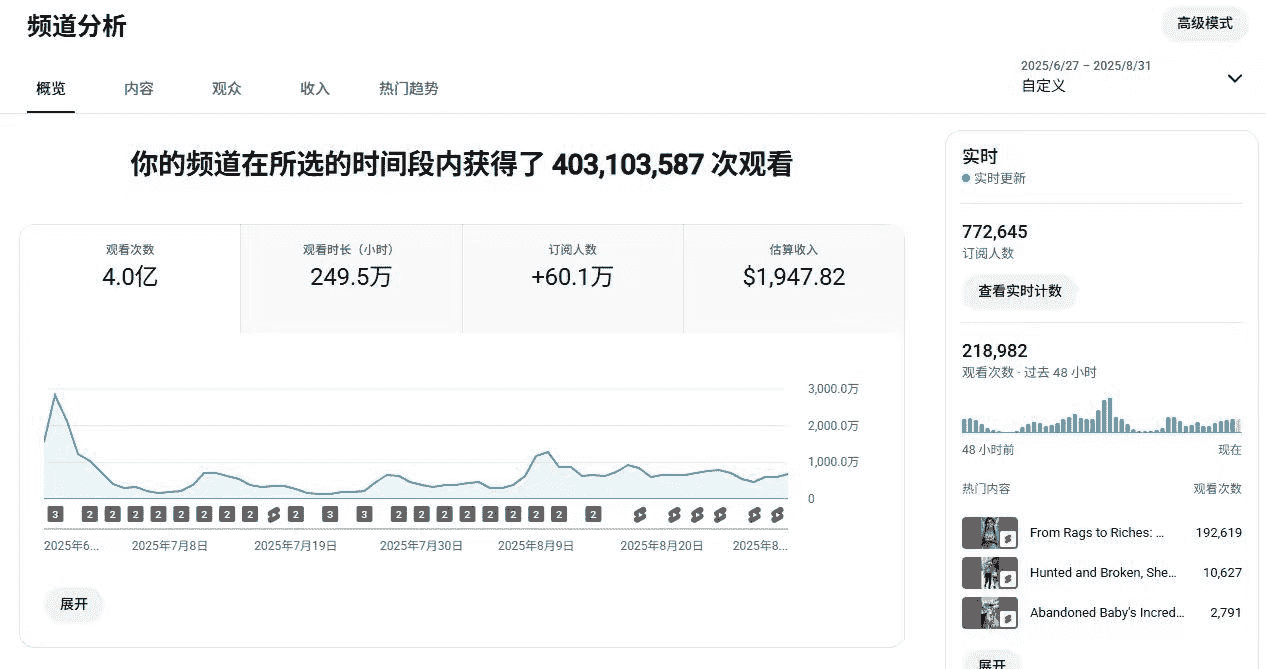 频道分析
高级模式
概览 内容 观众 收入 热门趋势
2025/6/27 – 2025/8/31
自定义
你的频道在所选的时间段内获得了 403,103,587 次观看
观看次数
4.0亿
观看时长（小时）
249.5万
订阅人数
+60.1万
估算收入
$1,947.82
3,000.0万
2,000.0万
1,000.0万
0
3 2 2 2 2 2 2 2 2 2 3 3 2 2 2 2 2 2 2 2 2
2025年6... 2025年7月8日 2025年7月19日 2025年7月30日 2025年8月9日 2025年8月20日 2025年8...
展开
实时
实时更新
772,645
订阅人数
查看实时计数
218,982
观看次数 · 过去 48 小时
48 小时前 现在
热门内容 观看次数
From Rags to Riches: ... 192,619
Hunted and Broken, She... 10,627
Abandoned Baby's Incred... 2,791
展开